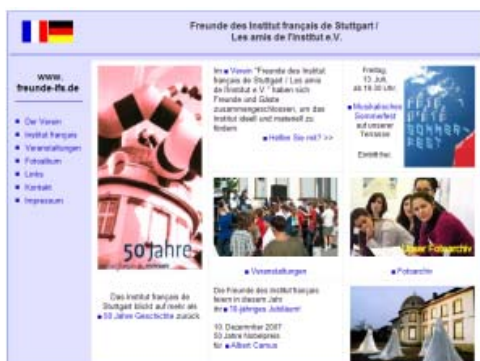 Freunde des Institut français de Stuttgart /
Les amis de l'Institut e.V.
www.
freunde-ifs.de
Der Verein
Institut français
Veranstaltungen
Fotoalbum
Links
Kontakt
Impressum
50 Jahre
Das Institut français de
Stuttgart blickt auf mehr als
50 Jahre Geschichte zurück.
Im Verein "Freunde des Institut
français de Stuttgart / Les amis
de l'Institut e.V." haben sich
Freunde und Gäste
zusammengeschlossen, um das
Institut ideell und materiell zu
fördern.
Helfen Sie mit? >>
Veranstaltungen
Die Freunde des Institut français
feiern in diesem Jahr
ihr 10-jähriges Jubiläum!
10. Dezember 2007
50 Jahre Nobelpreis
für Albert Camus
Freitag,
13. Juli,
ab 19.30 Uhr:
Musikalisches
Sommerfest
auf unserer
Terrasse
Eintritt frei.
Unser Fotoarchiv
Fotoarchiv